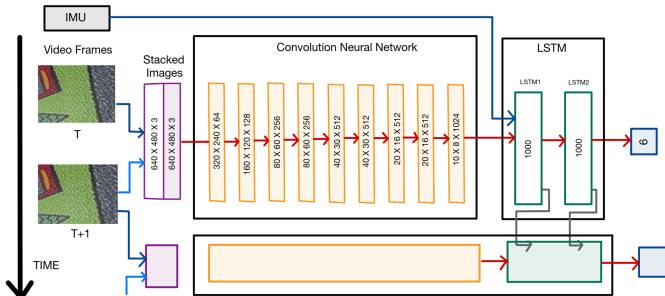 IMU
Video Frames
Stacked
Images
Convolution Neural Network
LSTM
LSTM1
LSTM2
640 X 480 X 3
640 X 480 X 3
320 X 240 X 64
160 X 120 X 128
80 X 60 X 256
80 X 60 X 256
40 X 30 X 512
40 X 30 X 512
20 X 16 X 512
20 X 16 X 512
10 X 8 X 1024
1000
1000
6
T
T+1
TIME